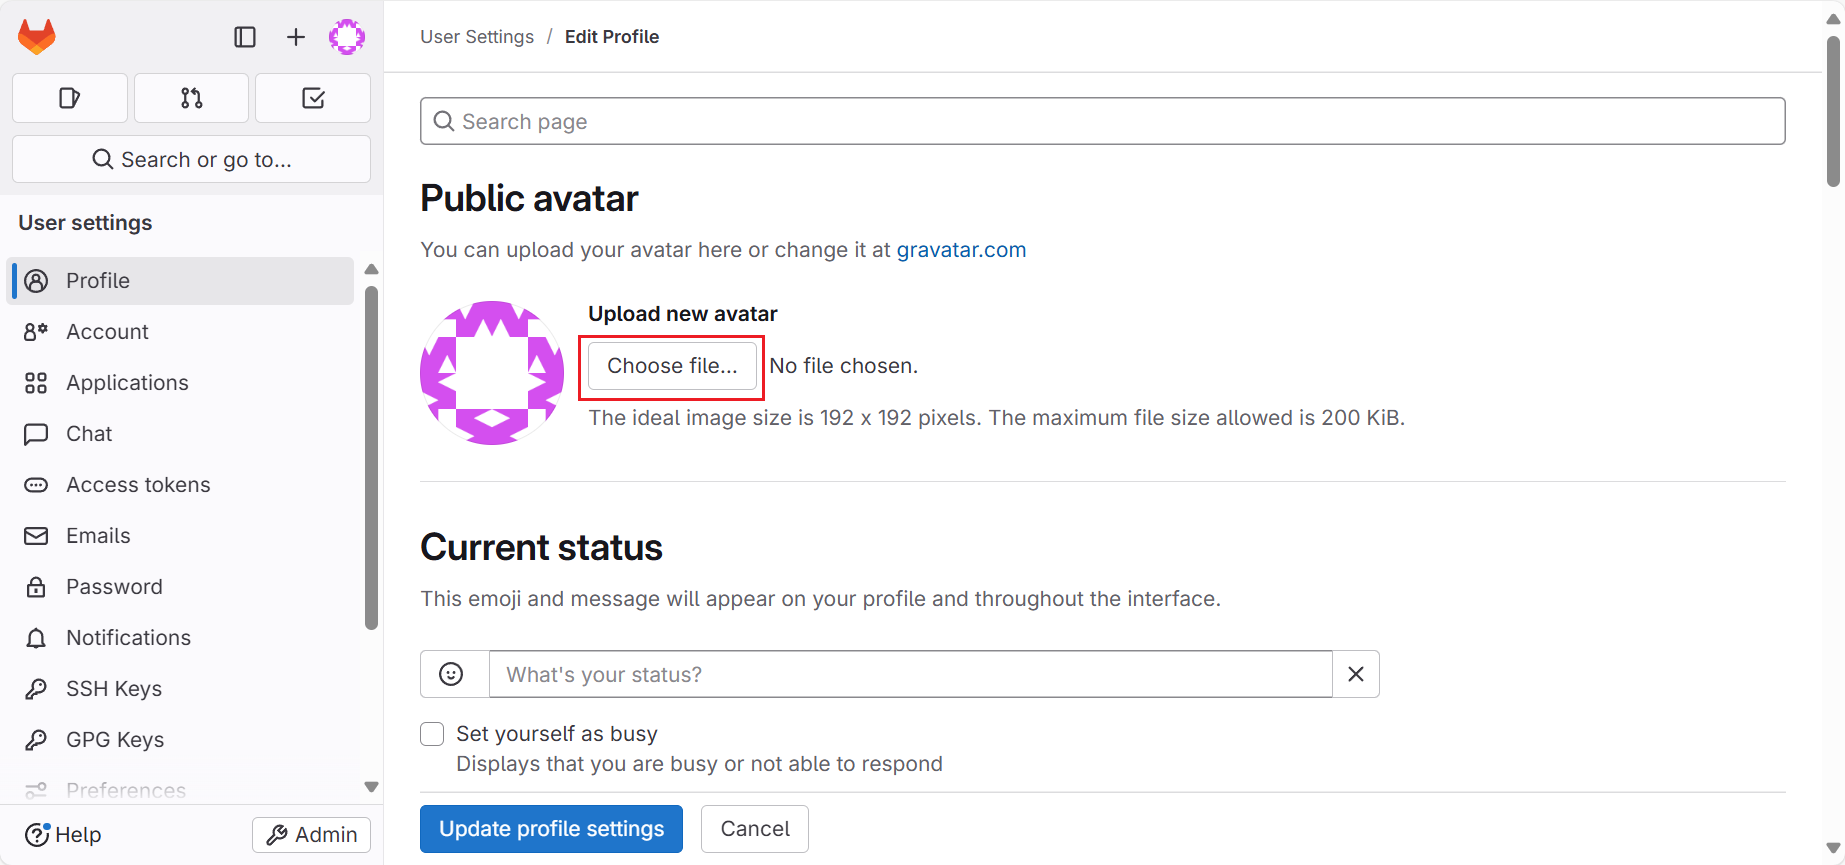 User Settings / Edit Profile
Search or go to...
User settings
Profile
Account
Applications
Chat
Access tokens
Emails
Password
Notifications
SSH Keys
GPG Keys
Preferences
Help
Admin
Search page
Public avatar
You can upload your avatar here or change it at gravatar.com
Upload new avatar
Choose file... No file chosen.
The ideal image size is 192 x 192 pixels. The maximum file size allowed is 200 KiB.
Current status
This emoji and message will appear on your profile and throughout the interface.
What's your status?
Set yourself as busy
Displays that you are busy or not able to respond
Update profile settings
Cancel